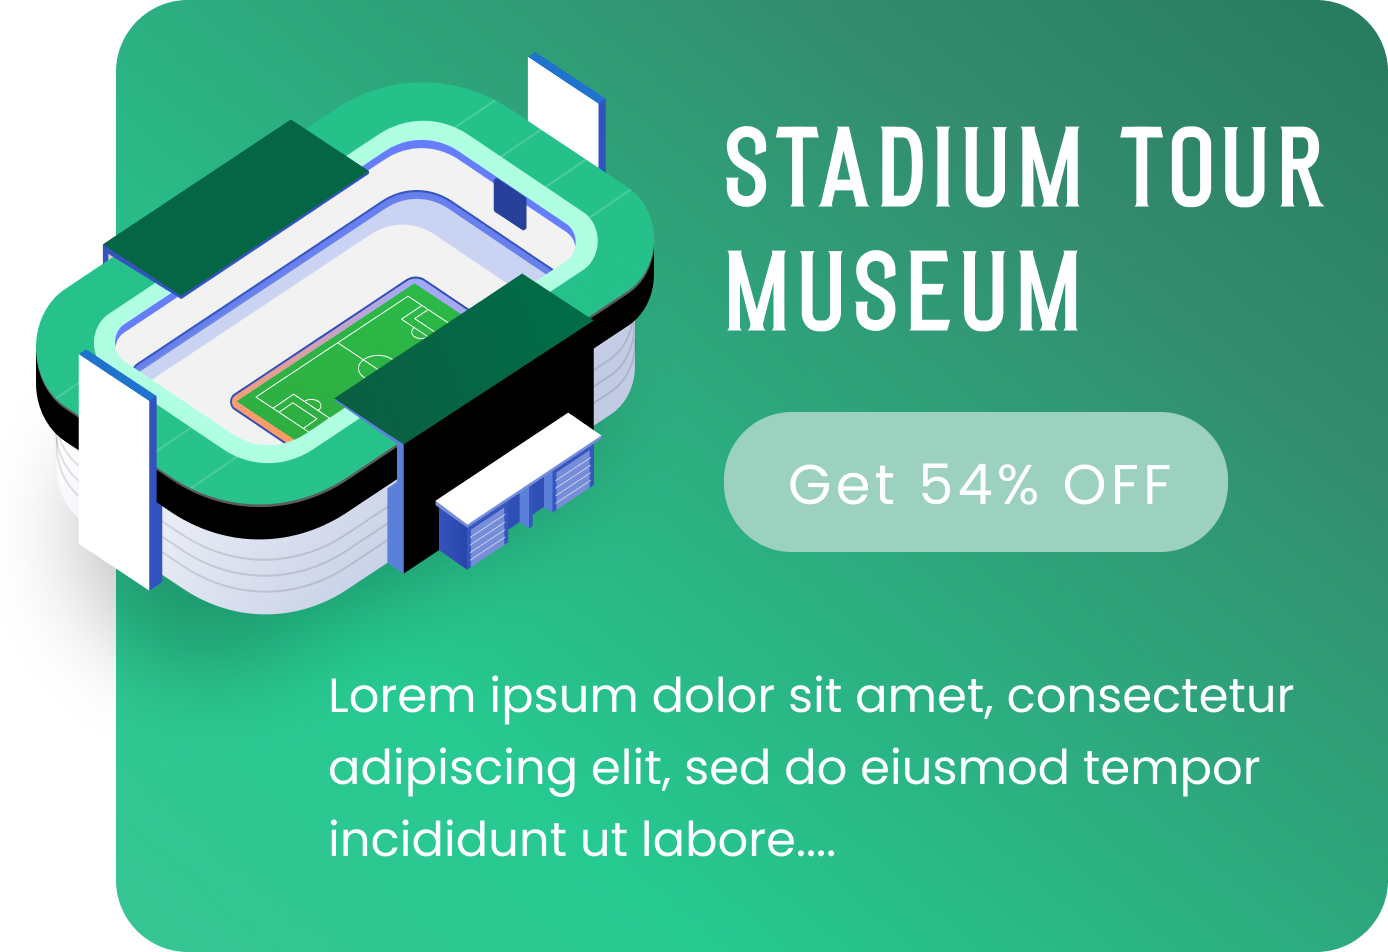 STADIUM TOUR
MUSEUM
Get 54% OFF
Lorem ipsum dolor sit amet, consectetur
adipiscing elit, sed do eiusmod tempor
incididunt ut labore....